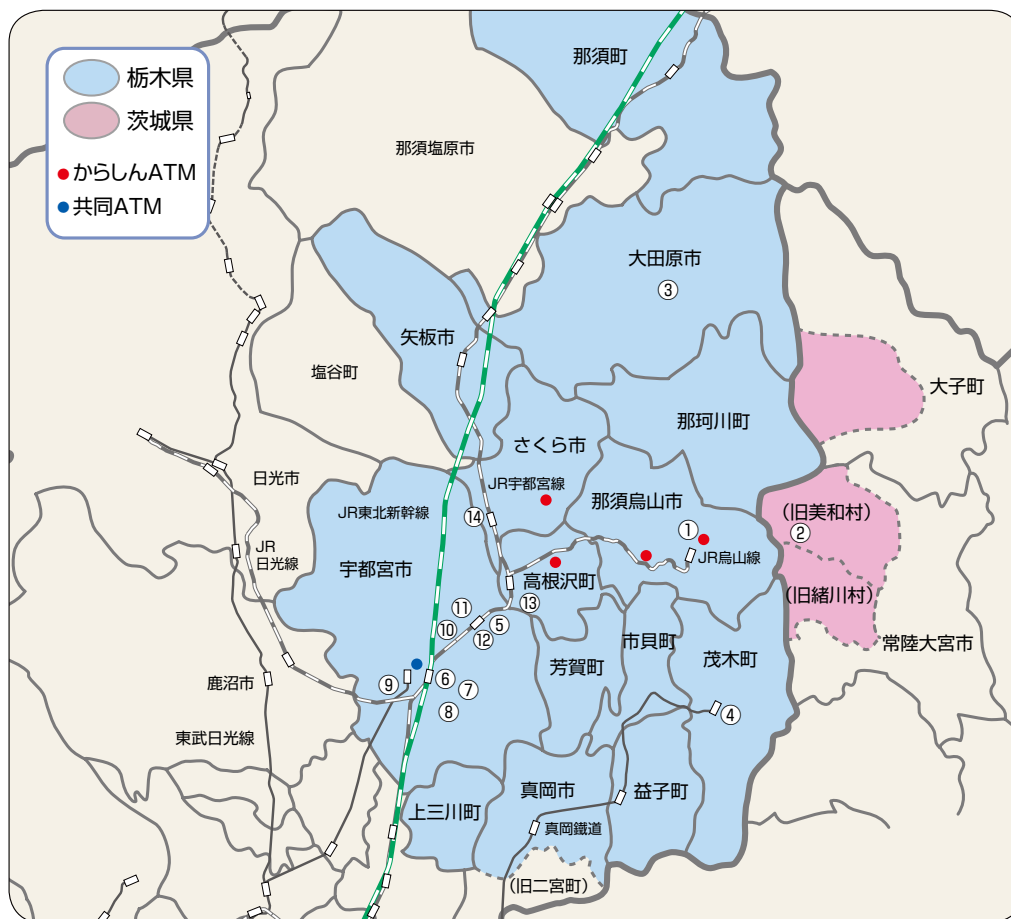 栃木県
茨城県
からしんATM
共同ATM
那須町
那須塩原市
大田原市
③
矢板市
塩谷町
大子町
那珂川町
さくら市
JR宇都宮線
日光市
那須烏山市
JR東北新幹線
⑭
①
(旧美和村)
②
JR
日光線
JR烏山線
宇都宮市
高根沢町
(旧緒川村)
⑬
⑪
⑤
⑩
⑫
市貝町
常陸大宮市
芳賀町
茂木町
⑨
⑥
⑦
鹿沼市
⑧
④
東武日光線
真岡市
益子町
上三川町
真岡鐵道
(旧二宮町)